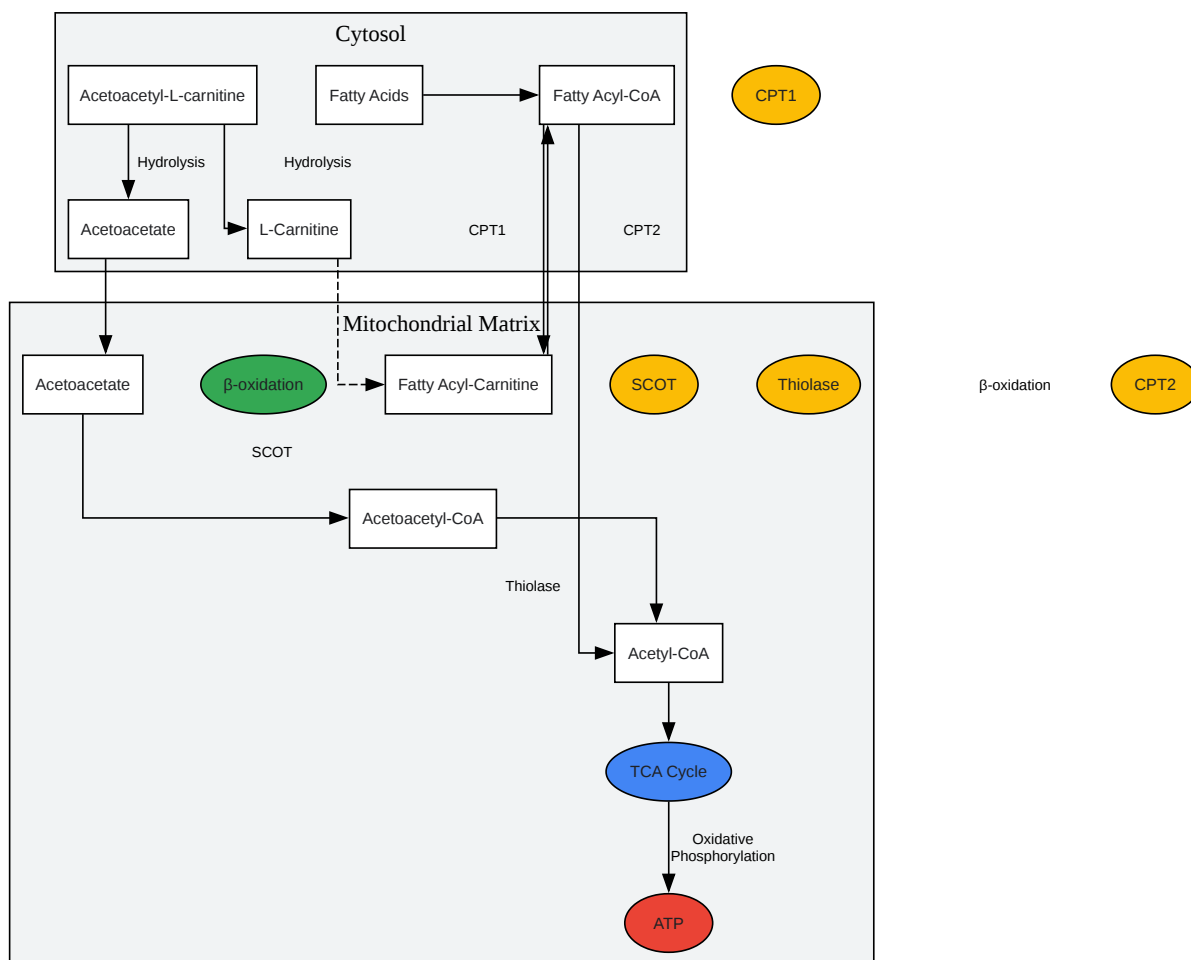 Cytosol
Acetoacetyl-L-carnitine
Fatty Acids
Fatty Acyl-CoA
CPT1
Hydrolysis
Hydrolysis
Acetoacetate
L-Carnitine
CPT1
CPT2
Mitochondrial Matrix
Acetoacetate
β-oxidation
Fatty Acyl-Carnitine
SCOT
Thiolase
β-oxidation
CPT2
SCOT
Acetoacetyl-CoA
Thiolase
Acetyl-CoA
TCA Cycle
Oxidative
Phosphorylation
ATP